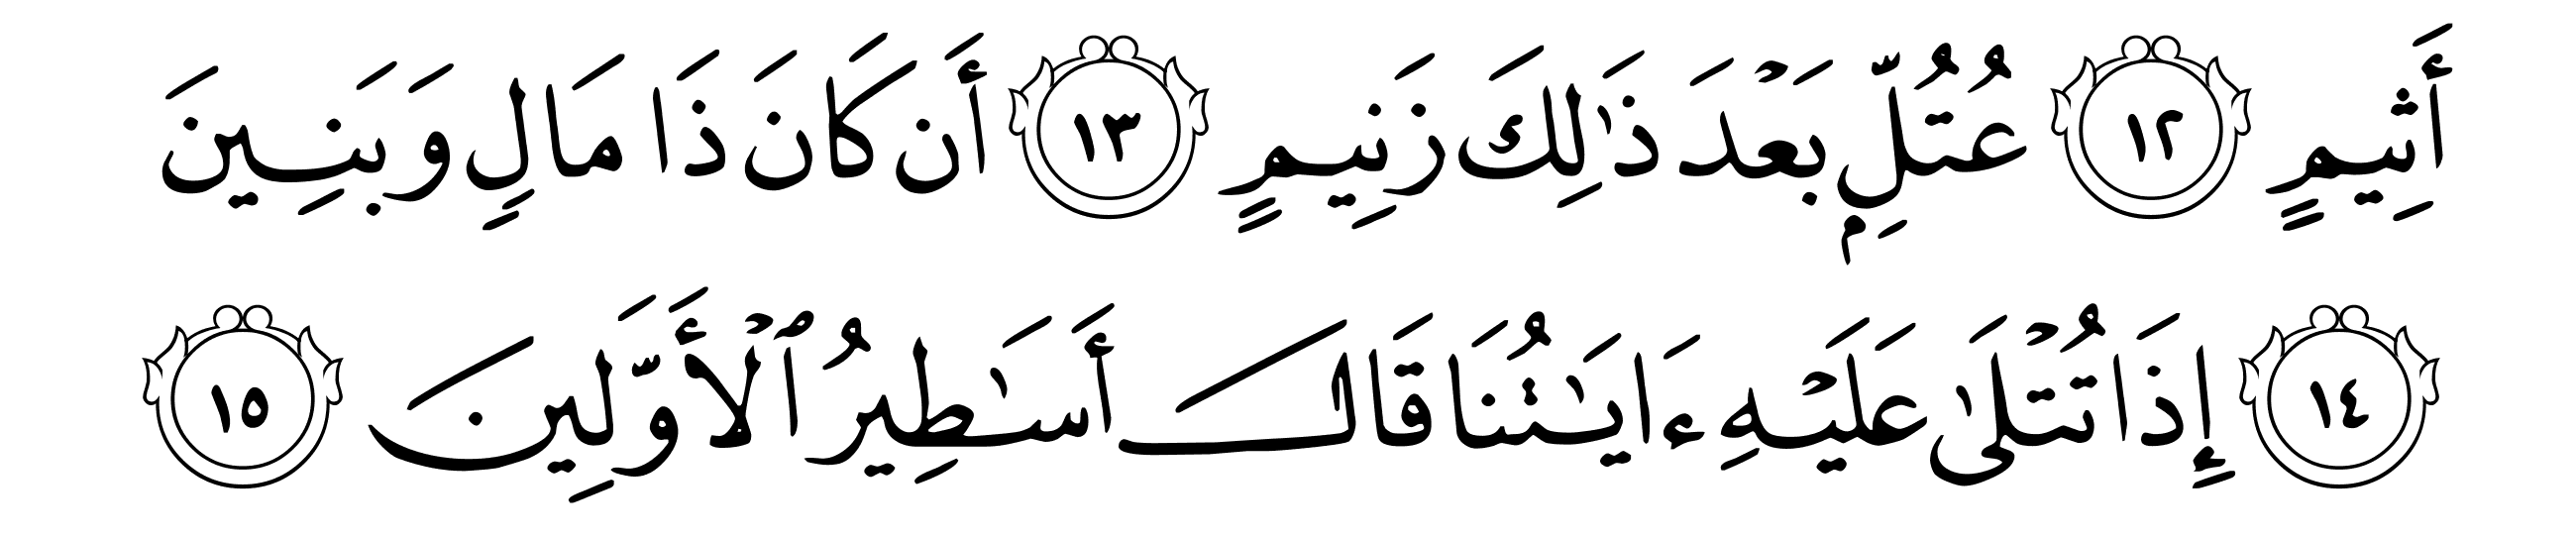 أَثِيمٍ ١٢ عُتُلِّۭ بَعْدَ ذَٰلِكَ زَنِيمٍ ١٣ أَن كَانَ ذَا مَالٍ وَبَنِينَ
١٤ إِذَا تُتْلَىٰ عَلَيْهِ ءَايَـٰتُنَا قَالَ أَسَـٰطِيرُ ٱلْأَوَّلِينَ ١٥